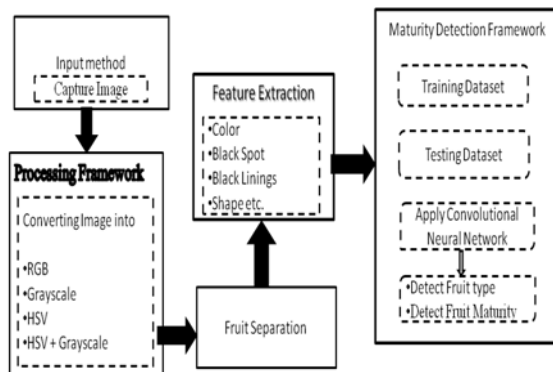 Input method
Capture Image
Processing Framework
Converting Image into
•RGB
•Grayscale
•HSV
•HSV + Grayscale
Fruit Separation
Feature Extraction
•Color
•Black Spot
•Black Linings
•Shape etc.
Maturity Detection Framework
Training Dataset
Testing Dataset
Apply Convolutional
Neural Network
•Detect Fruit type
•Detect Fruit Maturity